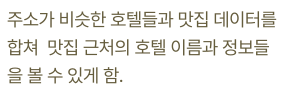 주소가 비슷한 호텔들과 맛집 데이터를
합쳐  맛집 근처의 호텔 이름과 정보들
을 볼 수 있게 함.